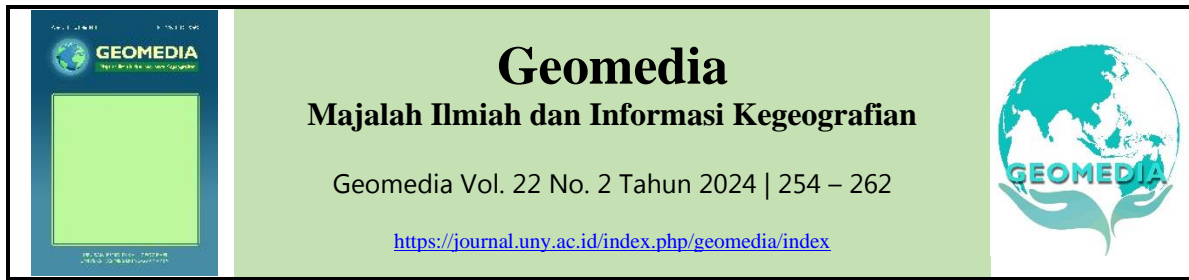 GEOMEDIA
Geomedia
Majalah Ilmiah dan Informasi Kegeografian
Geomedia Vol. 22 No. 2 Tahun 2024 | 254 – 262
https://journal.uny.ac.id/index.php/geomedia/index
GEOMEDIA